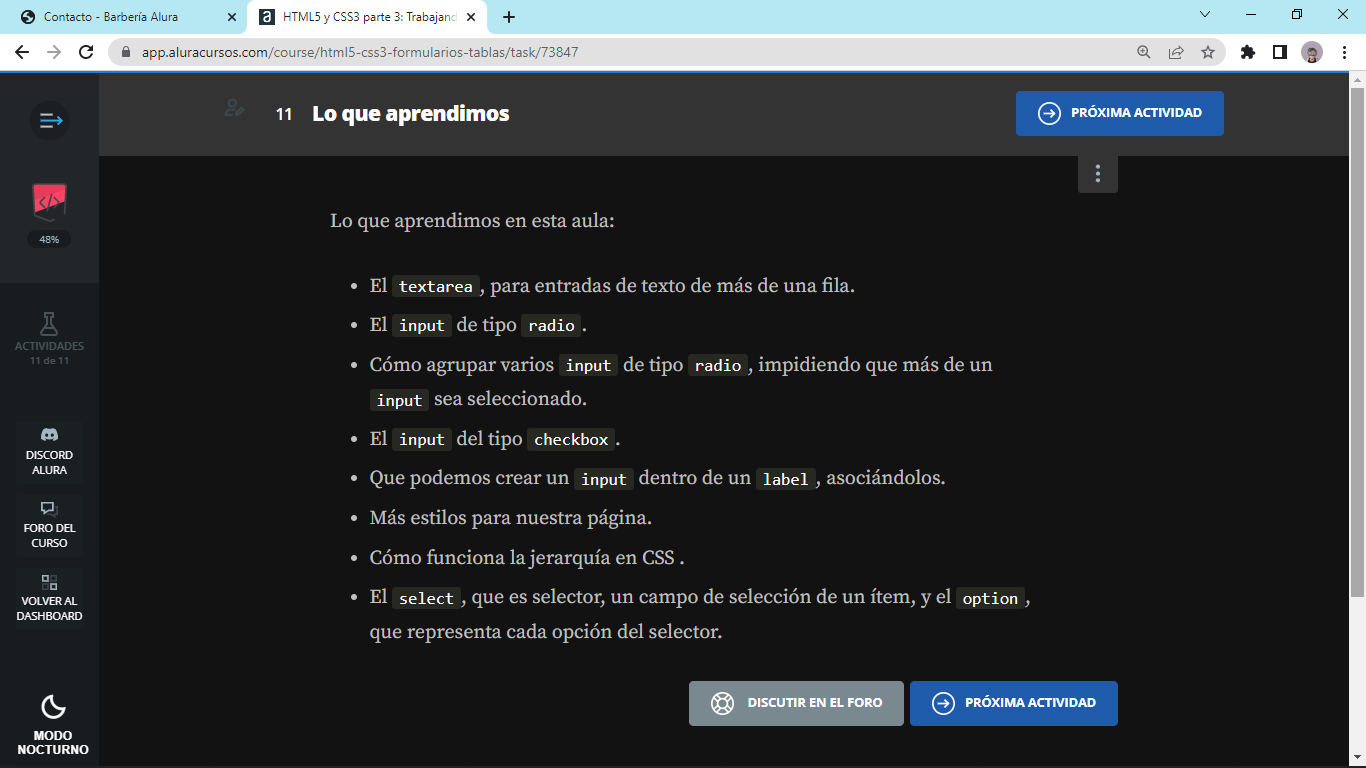 Contacto - Barbería Alura
HTML5 y CSS3 parte 3: Trabajand
app.aluracursos.com/course/html5-css3-formularios-tablas/task/73847
11 Lo que aprendimos
PRÓXIMA ACTIVIDAD
48%
ACTIVIDADES
11 de 11
DISCORD
ALURA
FORO DEL
CURSO
VOLVER AL
DASHBOARD
MODO
NOCTURNO
Lo que aprendimos en esta aula:
• El textarea, para entradas de texto de más de una fila.
• El input de tipo radio.
• Cómo agrupar varios input de tipo radio, impidiendo que más de un
input sea seleccionado.
• El input del tipo checkbox.
• Que podemos crear un input dentro de un label, asociándolos.
• Más estilos para nuestra página.
• Cómo funciona la jerarquía en CSS .
• El select, que es selector, un campo de selección de un ítem, y el option,
que representa cada opción del selector.
DISCUTIR EN EL FORO
PRÓXIMA ACTIVIDAD